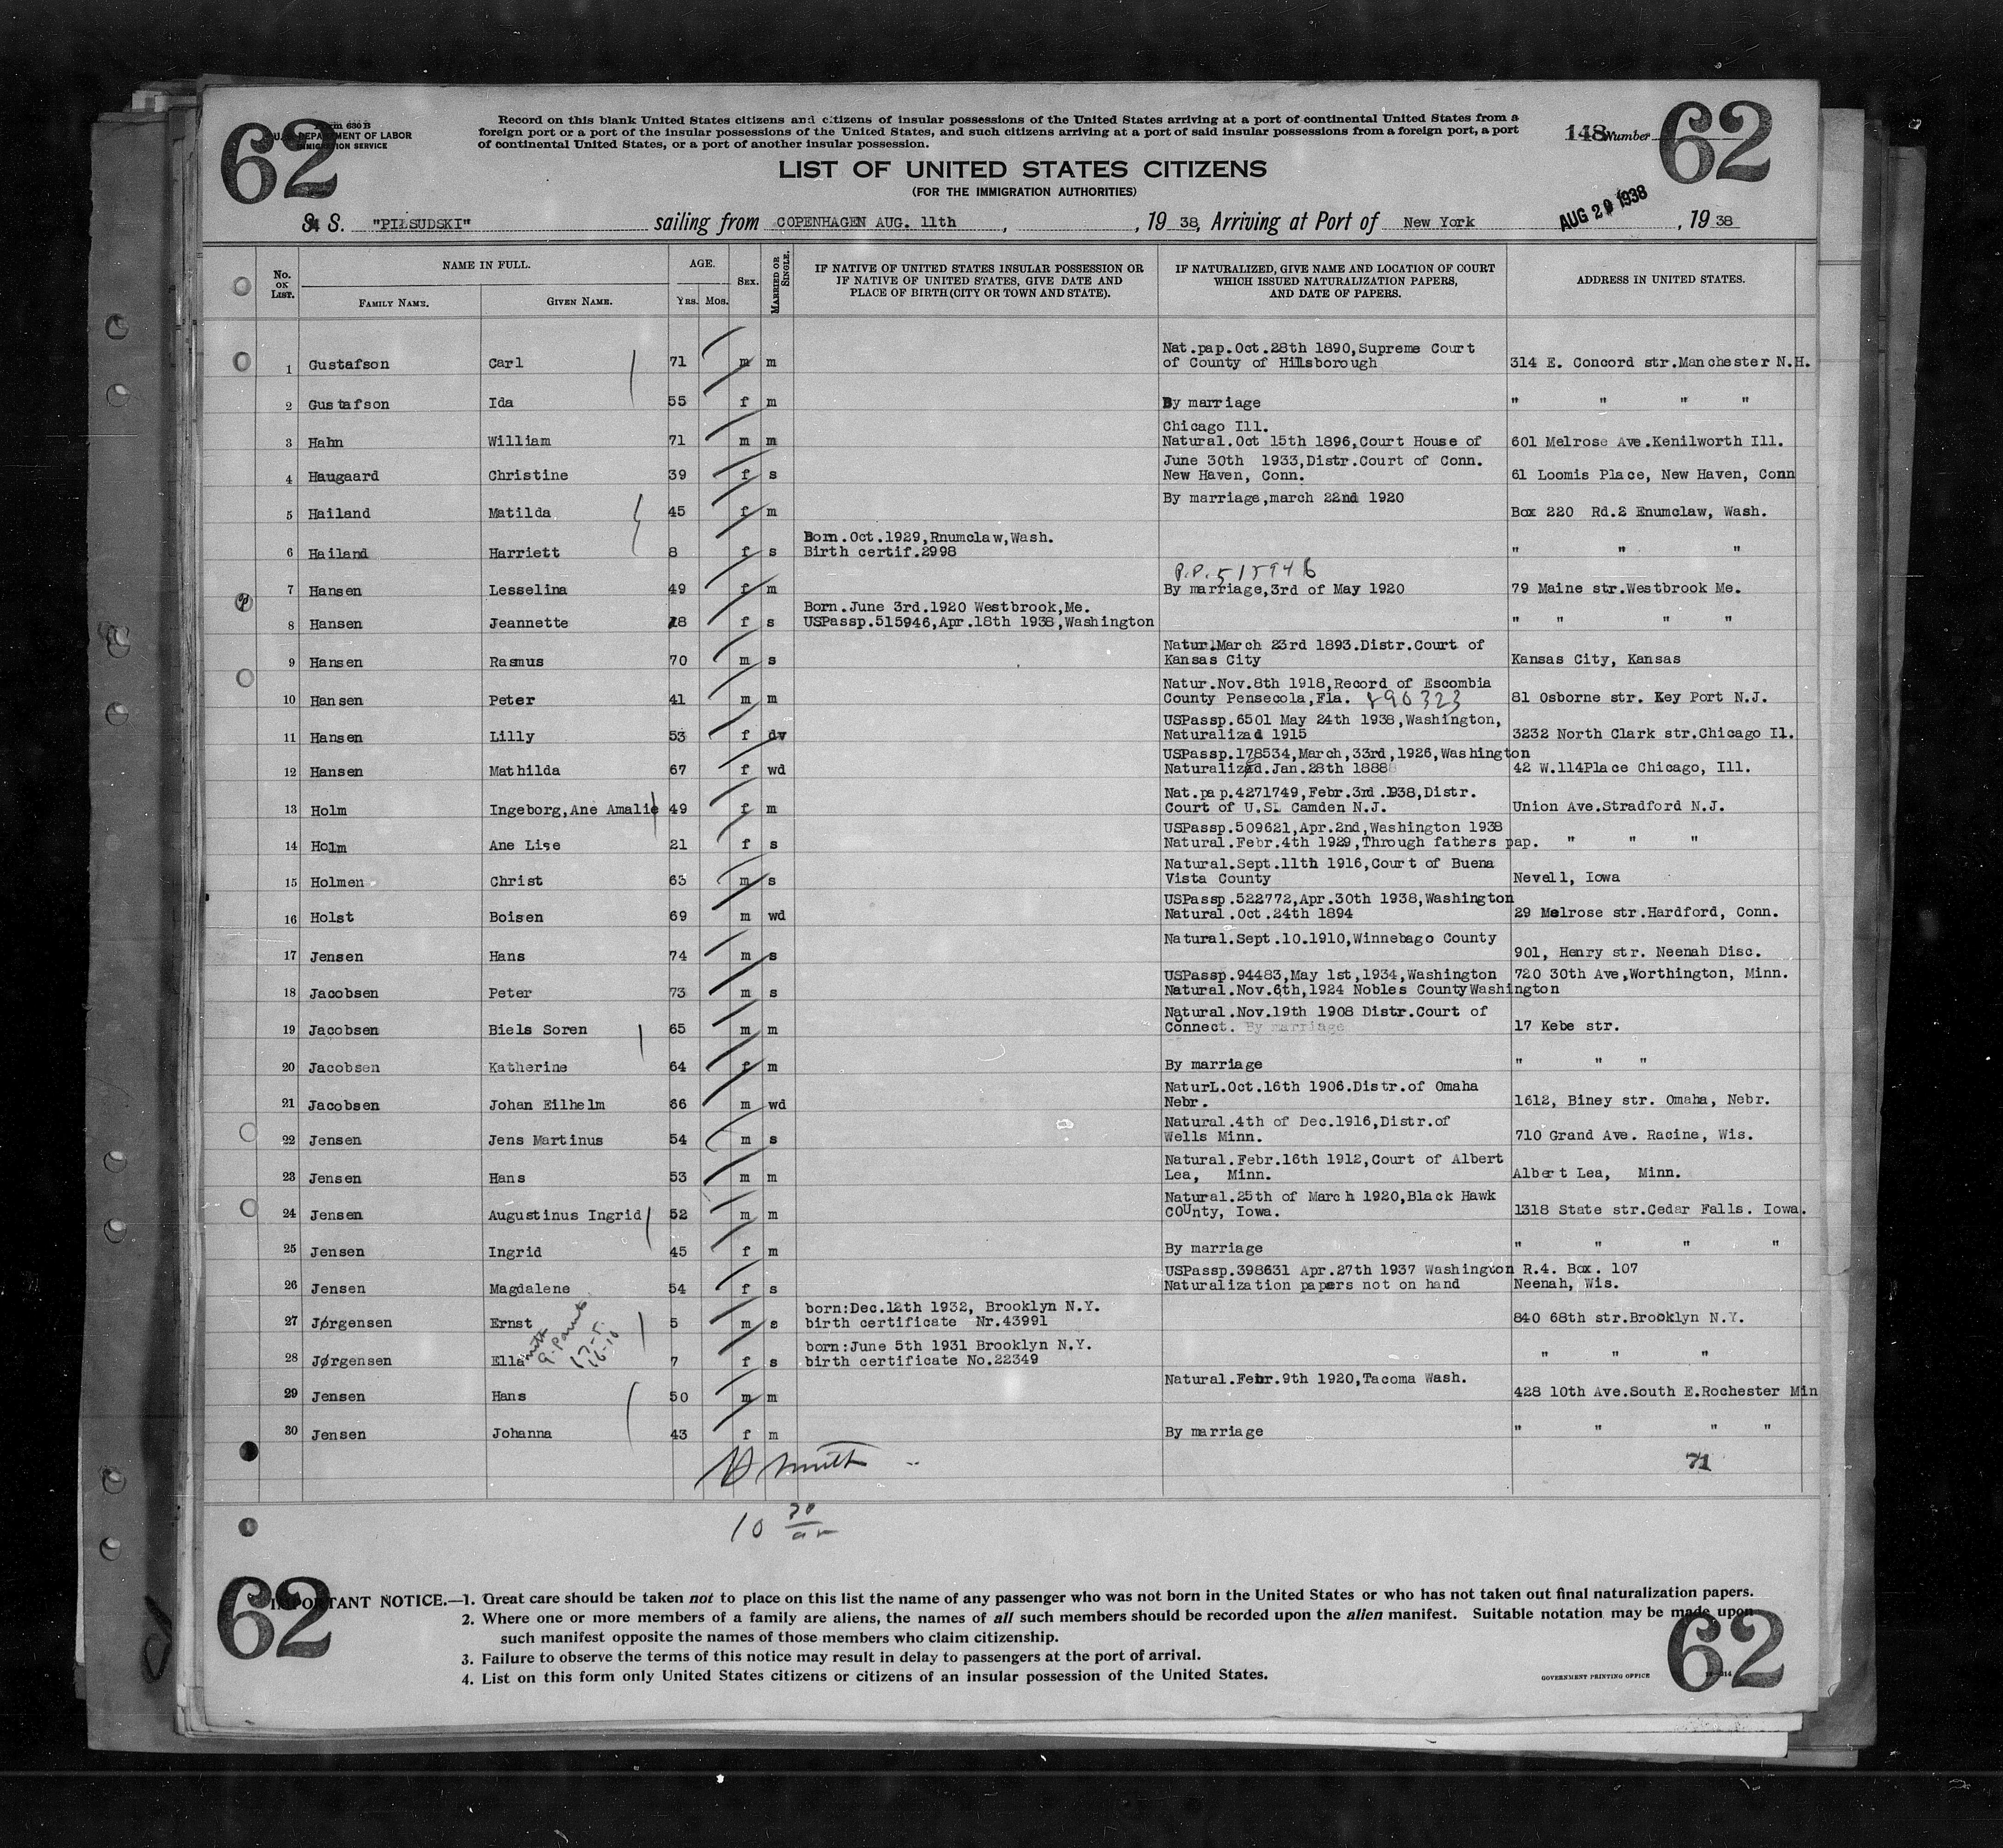 62
Form 630 B
U. S. DEPARTMENT OF LABOR
IMMIGRATION SERVICE
Record on this blank United States citizens and citizens of insular possessions of the United States arriving at a port of continental United States from a
foreign port or a port of the insular possessions of the United States, and such citizens arriving at a port of said insular possessions from a foreign port, a port
of continental United States, or a port of another insular possession.
148 Number
62
LIST OF UNITED STATES CITIZENS
(FOR THE IMMIGRATION AUTHORITIES)
S. "PIŁSUDSKI" sailing from COPENHAGEN AUG. 11th, , 19 38, Arriving at Port of New York AUG 20 1938, 19 38
No. ON LIST. NAME IN FULL. FAMILY NAME. GIVEN NAME. AGE. YRS. MOS. SEX. MARRIED OR SINGLE. IF NATIVE OF UNITED STATES INSULAR POSSESSION OR IF NATIVE OF UNITED STATES, GIVE DATE AND PLACE OF BIRTH (CITY OR TOWN AND STATE). IF NATURALIZED, GIVE NAME AND LOCATION OF COURT WHICH ISSUED NATURALIZATION PAPERS, AND DATE OF PAPERS. ADDRESS IN UNITED STATES.
Nat.pap.Oct.28th 1890,Supreme Court
1 Gustafson Carl 71 m m of County of Hillsborough 314 E. Concord str.Manchester N.H.
2 Gustafson Ida 55 f m By marriage " " " "
Chicago Ill.
3 Hahn William 71 m m Natural.Oct 15th 1896,Court House of 601 Melrose Ave.Kenilworth Ill.
June 30th 1933,Distr.Court of Conn.
4 Haugaard Christine 39 f s New Haven, Conn. 61 Loomis Place, New Haven, Conn
By marriage,march 22nd 1920
5 Hailand Matilda 45 f m Box 220 Rd.2 Enumclaw, Wash.
Born.Oct.1929,Rnumclaw,Wash.
6 Hailand Harriett 8 f s Birth certif.2998 " " "
P.P. 515946
7 Hansen Lesselina 49 f m By marriage,3rd of May 1920 79 Maine str.Westbrook Me.
Born.June 3rd.1920 Westbrook,Me.
8 Hansen Jeannette 18 f s USPassp.515946,Apr.18th 1938,Washington " " " "
Natur.March 23rd 1893.Distr.Court of
9 Hansen Rasmus 70 m s Kansas City Kansas City, Kansas
Natur.Nov.8th 1918,Record of Escombia
10 Hansen Peter 41 m m County Pensecola,Fla. 890323 81 Osborne str. Key Port N.J.
USPassp.6501 May 24th 1938,Washington,
11 Hansen Lilly 53 f dv Naturalizad 1915 3232 North Clark str.Chicago Il.
USPassp.178534,March,33rd,1926,Washington
12 Hansen Mathilda 67 f wd Naturalizad.Jan.28th 1888 42 W.114Place Chicago, Ill.
Nat.pap.4271749,Febr.3rd.1938,Distr.
13 Holm Ingeborg,Ane Amalie 49 f m Court of U.S. Camden N.J. Union Ave.Stradford N.J.
USPassp.509621,Apr.2nd,Washington 1938
14 Holm Ane Lise 21 f s Natural.Febr.4th 1929,Through fathers pap. " " "
Natural.Sept.11th 1916,Court of Buena
15 Holmen Christ 63 m s Vista County Nevell, Iowa
USPassp.522772,Apr.30th 1938,Washington
16 Holst Boisen 69 m wd Natural.Oct.24th 1894 29 Melrose str.Hardford, Conn.
Natural.Sept.10.1910,Winnebago County
17 Jensen Hans 74 m s 901, Henry str. Neenah Disc.
USPassp.94483,May 1st,1934,Washington 720 30th Ave,Worthington, Minn.
18 Jacobsen Peter 73 m s Natural.Nov.6th,1924 Nobles CountyWashington
Natural.Nov.19th 1908 Distr.Court of
19 Jacobsen Biels Soren 65 m m Connect. By marriage 17 Kebe str.
20 Jacobsen Katherine 64 f m By marriage " " "
NaturL.Oct.16th 1906.Distr.of Omaha
21 Jacobsen Johan Eilhelm 66 m wd Nebr. 1612, Biney str. Omaha, Nebr.
Natural.4th of Dec.1916,Distr.of
22 Jensen Jens Martinus 54 m s Wells Minn. 710 Grand Ave. Racine, Wis.
Natural.Febr.16th 1912,Court of Albert
23 Jensen Hans 53 m m Lea, Minn. Albert Lea, Minn.
Natural.25th of March 1920,Black Hawk
24 Jensen Augustinus Ingrid 52 m m COUnty, Iowa. 1318 State str.Cedar Falls. Iowa.
25 Jensen Ingrid 45 f m By marriage " " " "
USPassp.398631 Apr.27th 1937 Washington R.4. Box. 107
26 Jensen Magdalene 54 f s Naturalization papers not on hand Neenah, Wis.
born:Dec.12th 1932, Brooklyn N.Y.
27 Jørgensen Ernst 5 m s birth certificate Nr.43991 840 68th str.Brooklyn N.Y.
with G. Parents
17-5.
16-10
born:June 5th 1931 Brooklyn N.Y.
28 Jørgensen Ella 7 f s birth certificate No.22349 " " "
Natural.Febr.9th 1920,Tacoma Wash.
29 Jensen Hans 50 m m 428 10th Ave.South E.Rochester Min
30 Jensen Johanna 43 f m By marriage " " " "
Smith
71
10 30
62
IMPORTANT NOTICE.—1. Great care should be taken not to place on this list the name of any passenger who was not born in the United States or who has not taken out final naturalization papers.
2. Where one or more members of a family are aliens, the names of all such members should be recorded upon the alien manifest. Suitable notation may be made upon
such manifest opposite the names of those members who claim citizenship.
3. Failure to observe the terms of this notice may result in delay to passengers at the port of arrival.
4. List on this form only United States citizens or citizens of an insular possession of the United States.
GOVERNMENT PRINTING OFFICE
62